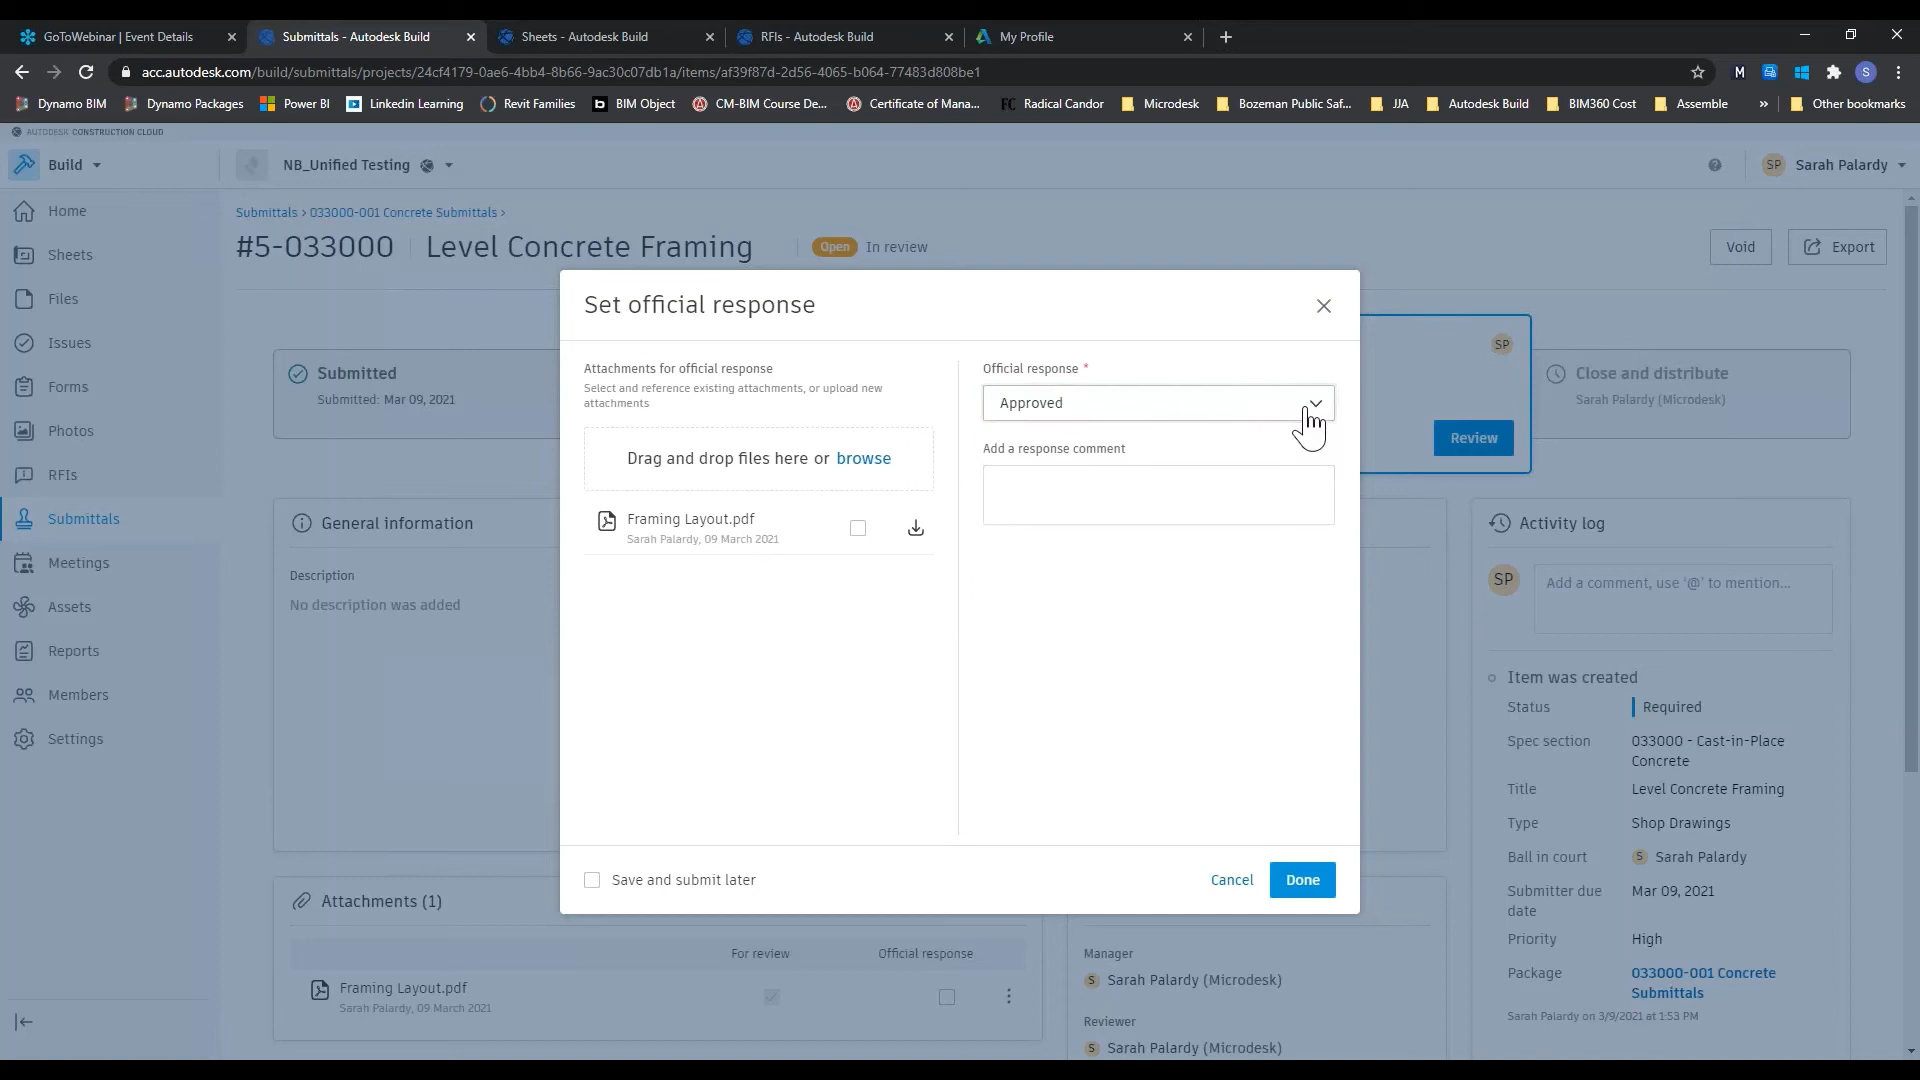 GoToWebinar | Event Details
Submittals - Autodesk Build
Sheets - Autodesk Build
RFIs - Autodesk Build
My Profile
acc.autodesk.com/build/submittals/projects/24cf4179-0ae6-4bb4-8b66-9ac30c07db1a/items/af39f87d-2d56-4065-b064-77483d808be1
M
S
Dynamo BIM
Dynamo Packages
Power BI
Linkedin Learning
Revit Families
b BIM Object
CM-BIM Course De...
Certificate of Mana...
FC Radical Candor
Microdesk
Bozeman Public Saf...
JJA
Autodesk Build
BIM360 Cost
Assemble
»
Other bookmarks
AUTODESK CONSTRUCTION CLOUD
Build
NB_Unified Testing
SP Sarah Palardy
Home
Sheets
Files
Issues
Forms
Photos
RFIs
Submittals
Meetings
Assets
Reports
Members
Settings
Submittals > 033000-001 Concrete Submittals >
#5-033000 | Level Concrete Framing
Open In review
Void
Export
Submitted
Submitted: Mar 09, 2021
SP
Review
Close and distribute
Sarah Palardy (Microdesk)
General information
Description
No description was added
Attachments (1)
For review
Official response
Framing Layout.pdf
Sarah Palardy, 09 March 2021
Set official response
Attachments for official response
Select and reference existing attachments, or upload new
attachments
Drag and drop files here or browse
Framing Layout.pdf
Sarah Palardy, 09 March 2021
Official response *
Approved
Add a response comment
Save and submit later
Cancel
Done
Manager
S Sarah Palardy (Microdesk)
Reviewer
S Sarah Palardy (Microdesk)
Activity log
SP
Add a comment, use '@' to mention...
Item was created
Status Required
Spec section 033000 - Cast-in-Place
Concrete
Title Level Concrete Framing
Type Shop Drawings
Ball in court S Sarah Palardy
Submitter due Mar 09, 2021
date
Priority High
Package 033000-001 Concrete
Submittals
Sarah Palardy on 3/9/2021 at 1:53 PM